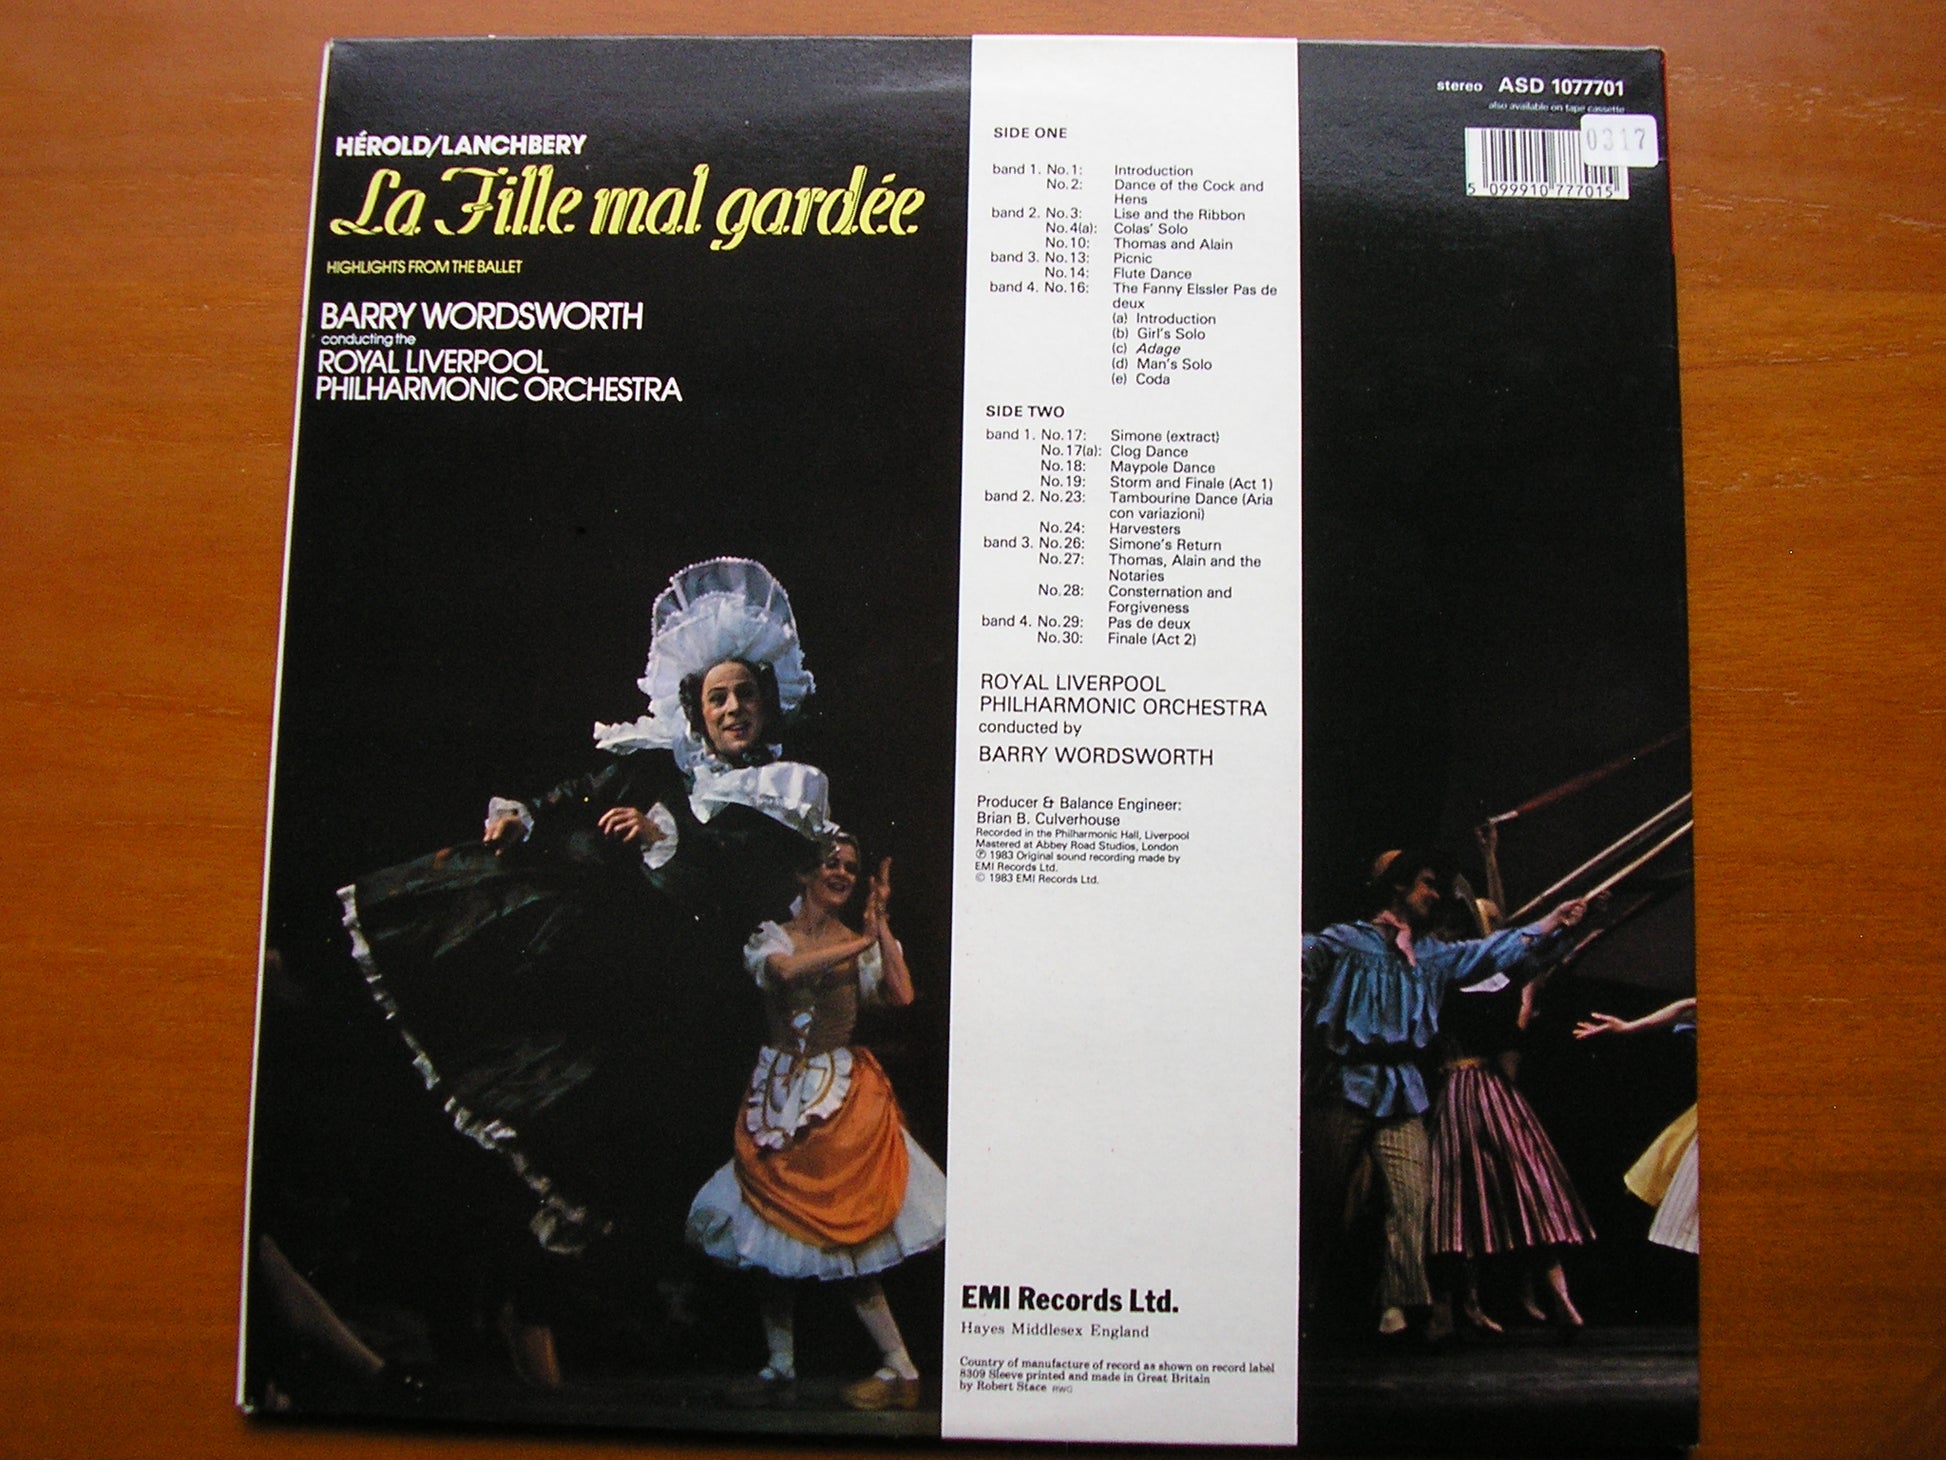 HÉROLD/LANCHBERY
La Fille mal gardée
HIGHLIGHTS FROM THE BALLET
BARRY WORDSWORTH
conducting the
ROYAL LIVERPOOL
PHILHARMONIC ORCHESTRA
SIDE ONE
band 1. No.1: Introduction
No.2: Dance of the Cock and
Hens
band 2. No.3: Lise and the Ribbon
No.4(a): Colas' Solo
No.10: Thomas and Alain
band 3. No.13: Picnic
No.14: Flute Dance
band 4. No.16: The Fanny Elssler Pas de
deux
(a) Introduction
(b) Girl's Solo
(c) Adage
(d) Man's Solo
(e) Coda
SIDE TWO
band 1. No.17: Simone (extract)
No.17(a): Clog Dance
No.18: Maypole Dance
No.19: Storm and Finale (Act 1)
band 2. No.23: Tambourine Dance (Aria
con variazioni)
No.24: Harvesters
band 3. No.26: Simone's Return
No.27: Thomas, Alain and the
Notaries
No.28: Consternation and
Forgiveness
band 4. No.29: Pas de deux
No.30: Finale (Act 2)
ROYAL LIVERPOOL
PHILHARMONIC ORCHESTRA
conducted by
BARRY WORDSWORTH
Producer & Balance Engineer:
Brian B. Culverhouse
Recorded in the Philharmonic Hall, Liverpool
Mastered at Abbey Road Studios, London
℗ 1983 Original sound recording made by
EMI Records Ltd.
© 1983 EMI Records Ltd.
EMI Records Ltd.
Hayes Middlesex England
Country of manufacture of record as shown on record label
8309 Sleeve printed and made in Great Britain
by Robert Stace RWG
stereo ASD 1077701
also available on tape cassette
0317
5 099910 777015